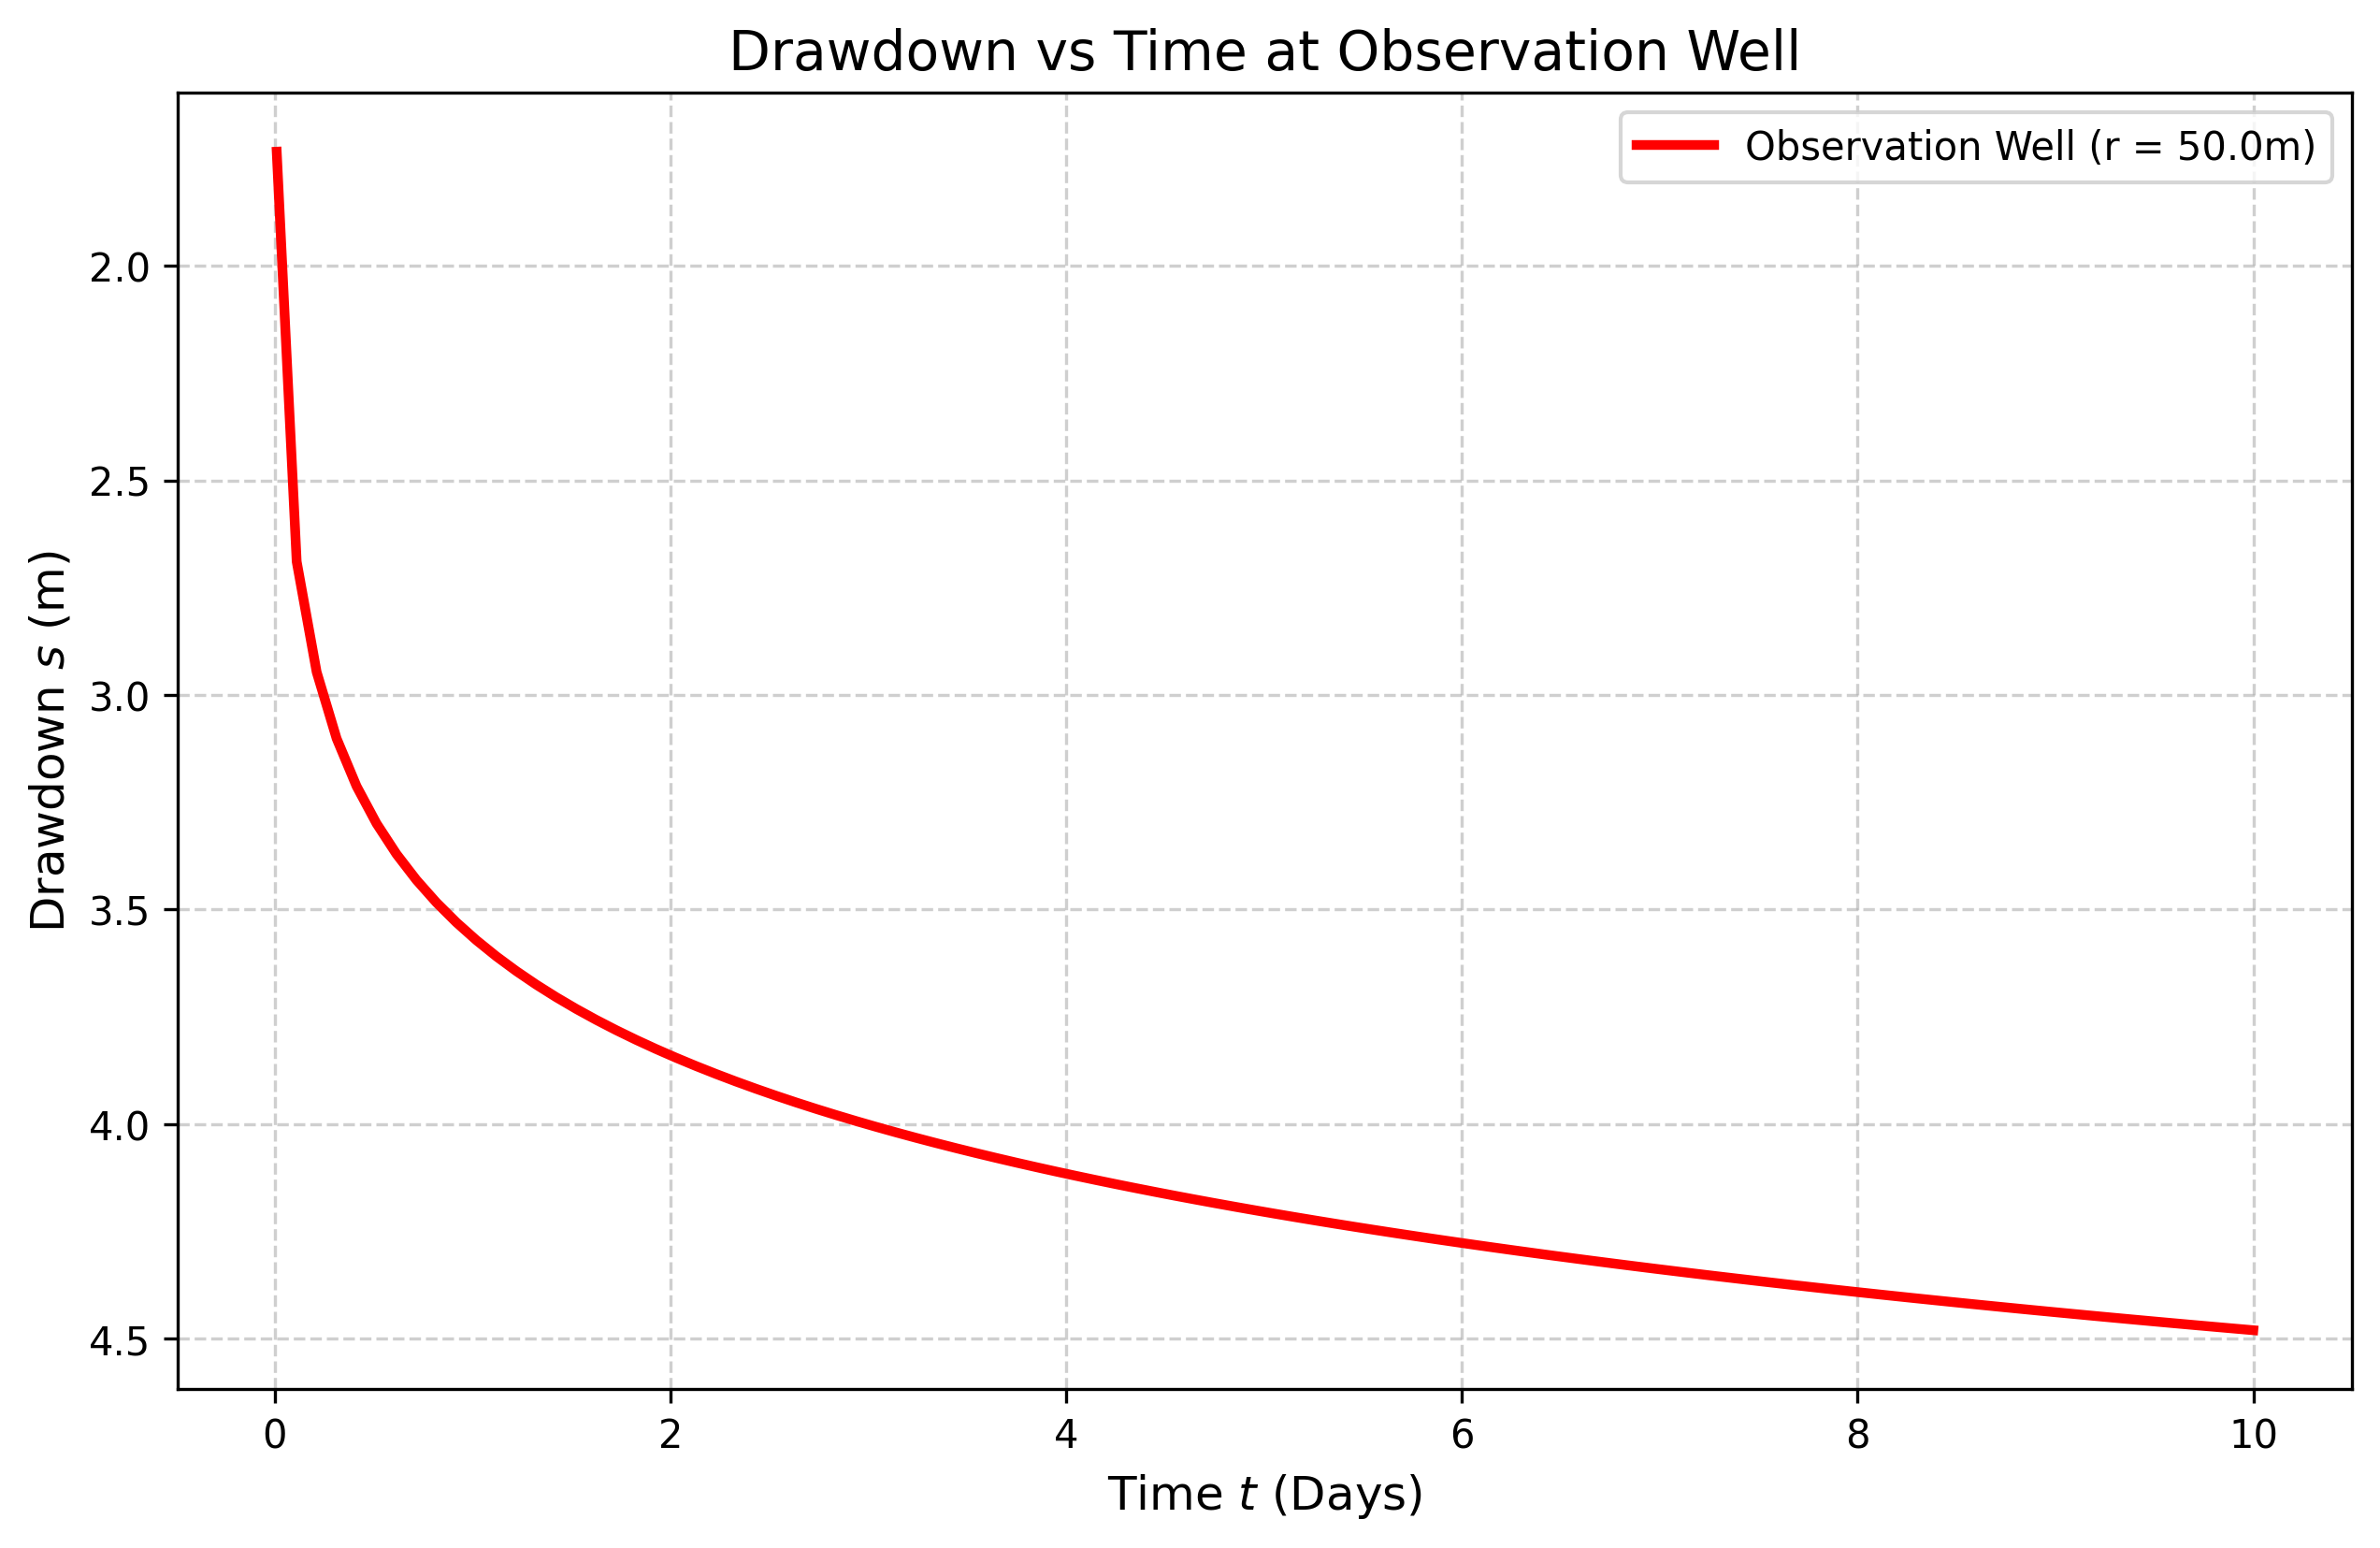 Drawdown vs Time at Observation Well
Observation Well (r = 50.0m)
Drawdown s (m)
2.0
2.5
3.0
3.5
4.0
4.5
0 2 4 6 8 10
Time t (Days)